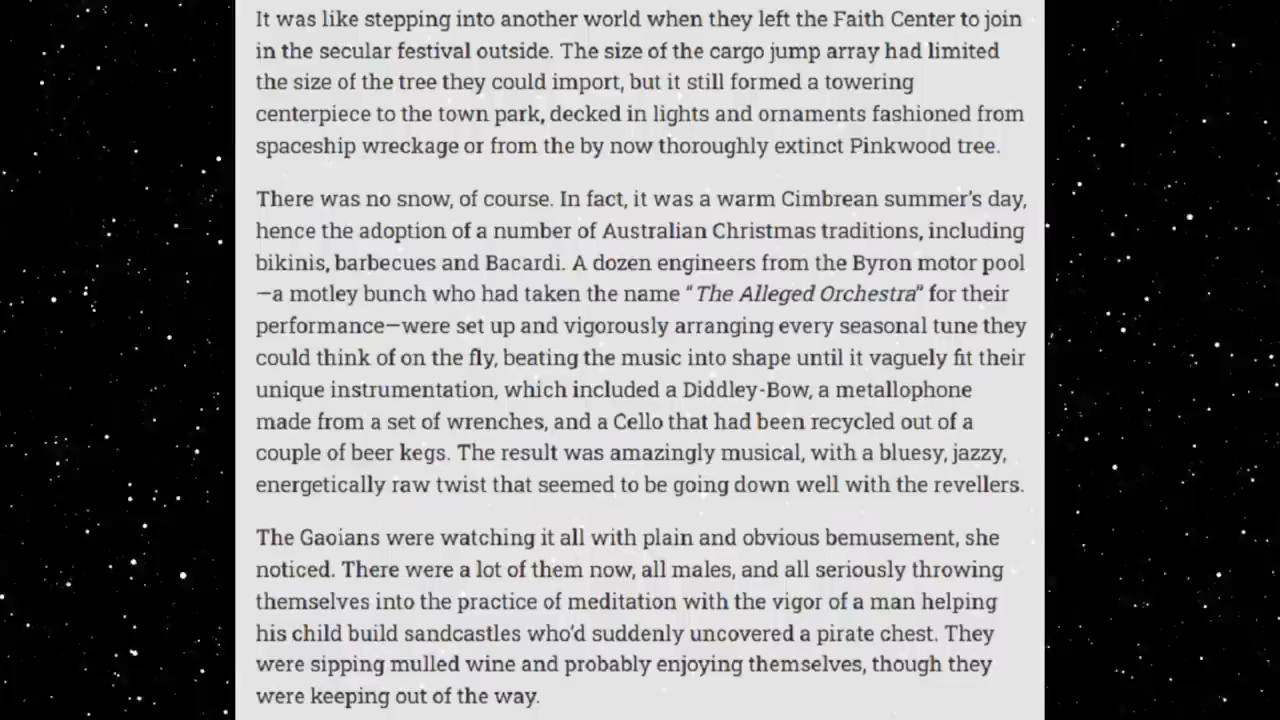 It was like stepping into another world when they left the Faith Center to join
in the secular festival outside. The size of the cargo jump array had limited
the size of the tree they could import, but it still formed a towering
centerpiece to the town park, decked in lights and ornaments fashioned from
spaceship wreckage or from the by now thoroughly extinct Pinkwood tree.
There was no snow, of course. In fact, it was a warm Cimbrean summer's day,
hence the adoption of a number of Australian Christmas traditions, including
bikinis, barbecues and Bacardi. A dozen engineers from the Byron motor pool
—a motley bunch who had taken the name “The Alleged Orchestra” for their
performance—were set up and vigorously arranging every seasonal tune they
could think of on the fly, beating the music into shape until it vaguely fit their
unique instrumentation, which included a Diddley-Bow, a metallophone
made from a set of wrenches, and a Cello that had been recycled out of a
couple of beer kegs. The result was amazingly musical, with a bluesy, jazzy,
energetically raw twist that seemed to be going down well with the revellers.
The Gaoians were watching it all with plain and obvious bemusement, she
noticed. There were a lot of them now, all males, and all seriously throwing
themselves into the practice of meditation with the vigor of a man helping
his child build sandcastles who'd suddenly uncovered a pirate chest. They
were sipping mulled wine and probably enjoying themselves, though they
were keeping out of the way.